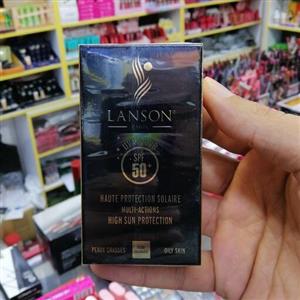 LANSON
PARIS
SPF
50+
HAUTE PROTECTION SOLAIRE
MULTI-ACTIONS
HIGH SUN PROTECTION
PEAUX GRASSES
OILY SKIN